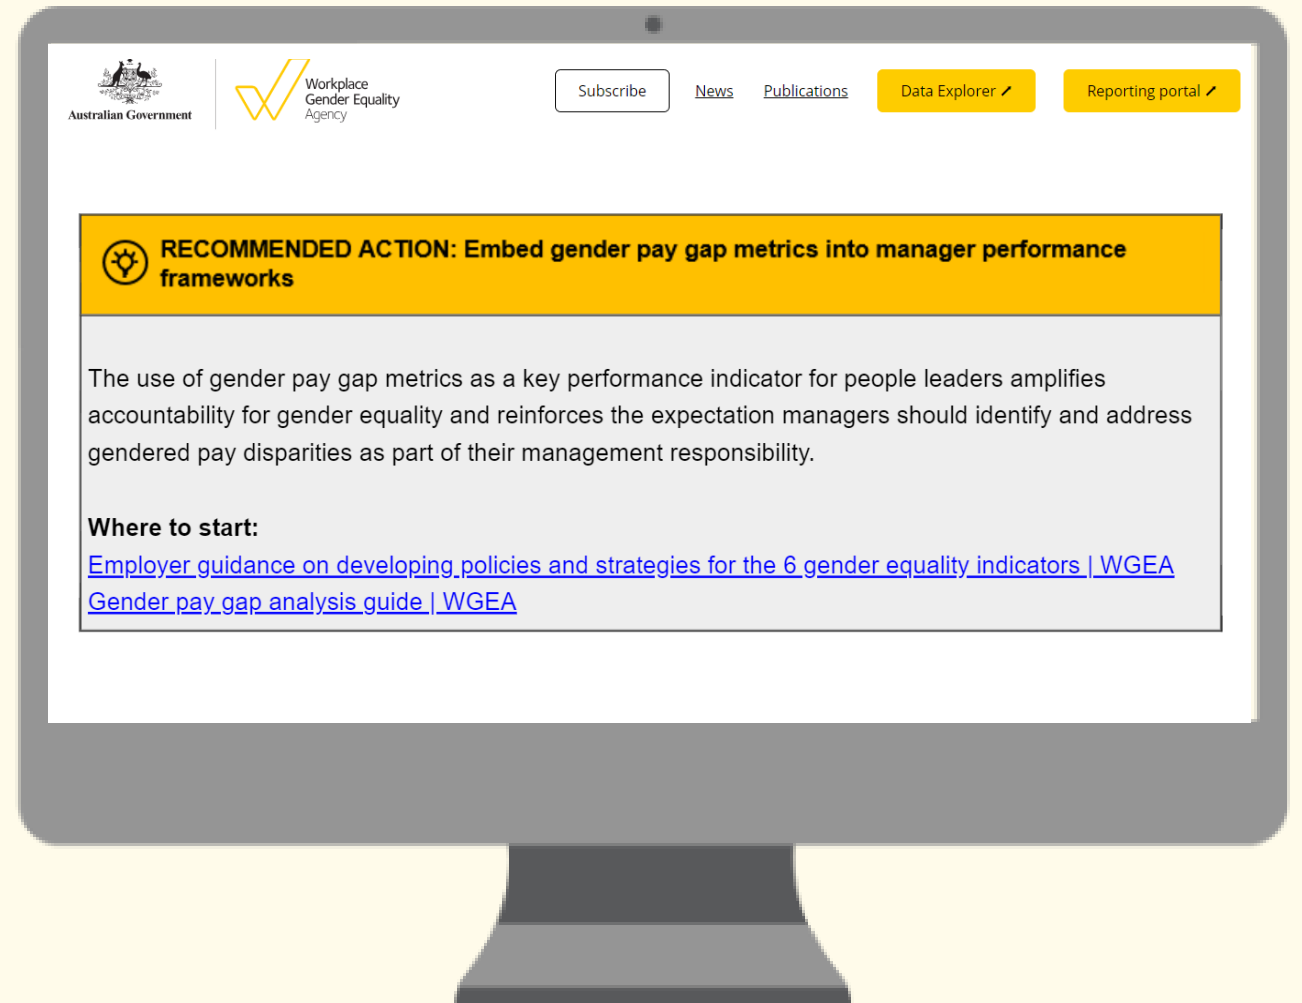 Australian Government
Workplace
Gender Equality
Agency
Subscribe
News
Publications
Data Explorer
Reporting portal
RECOMMENDED ACTION: Embed gender pay gap metrics into manager performance
frameworks
The use of gender pay gap metrics as a key performance indicator for people leaders amplifies
accountability for gender equality and reinforces the expectation managers should identify and address
gendered pay disparities as part of their management responsibility.
Where to start:
Employer guidance on developing policies and strategies for the 6 gender equality indicators | WGEA
Gender pay gap analysis guide | WGEA